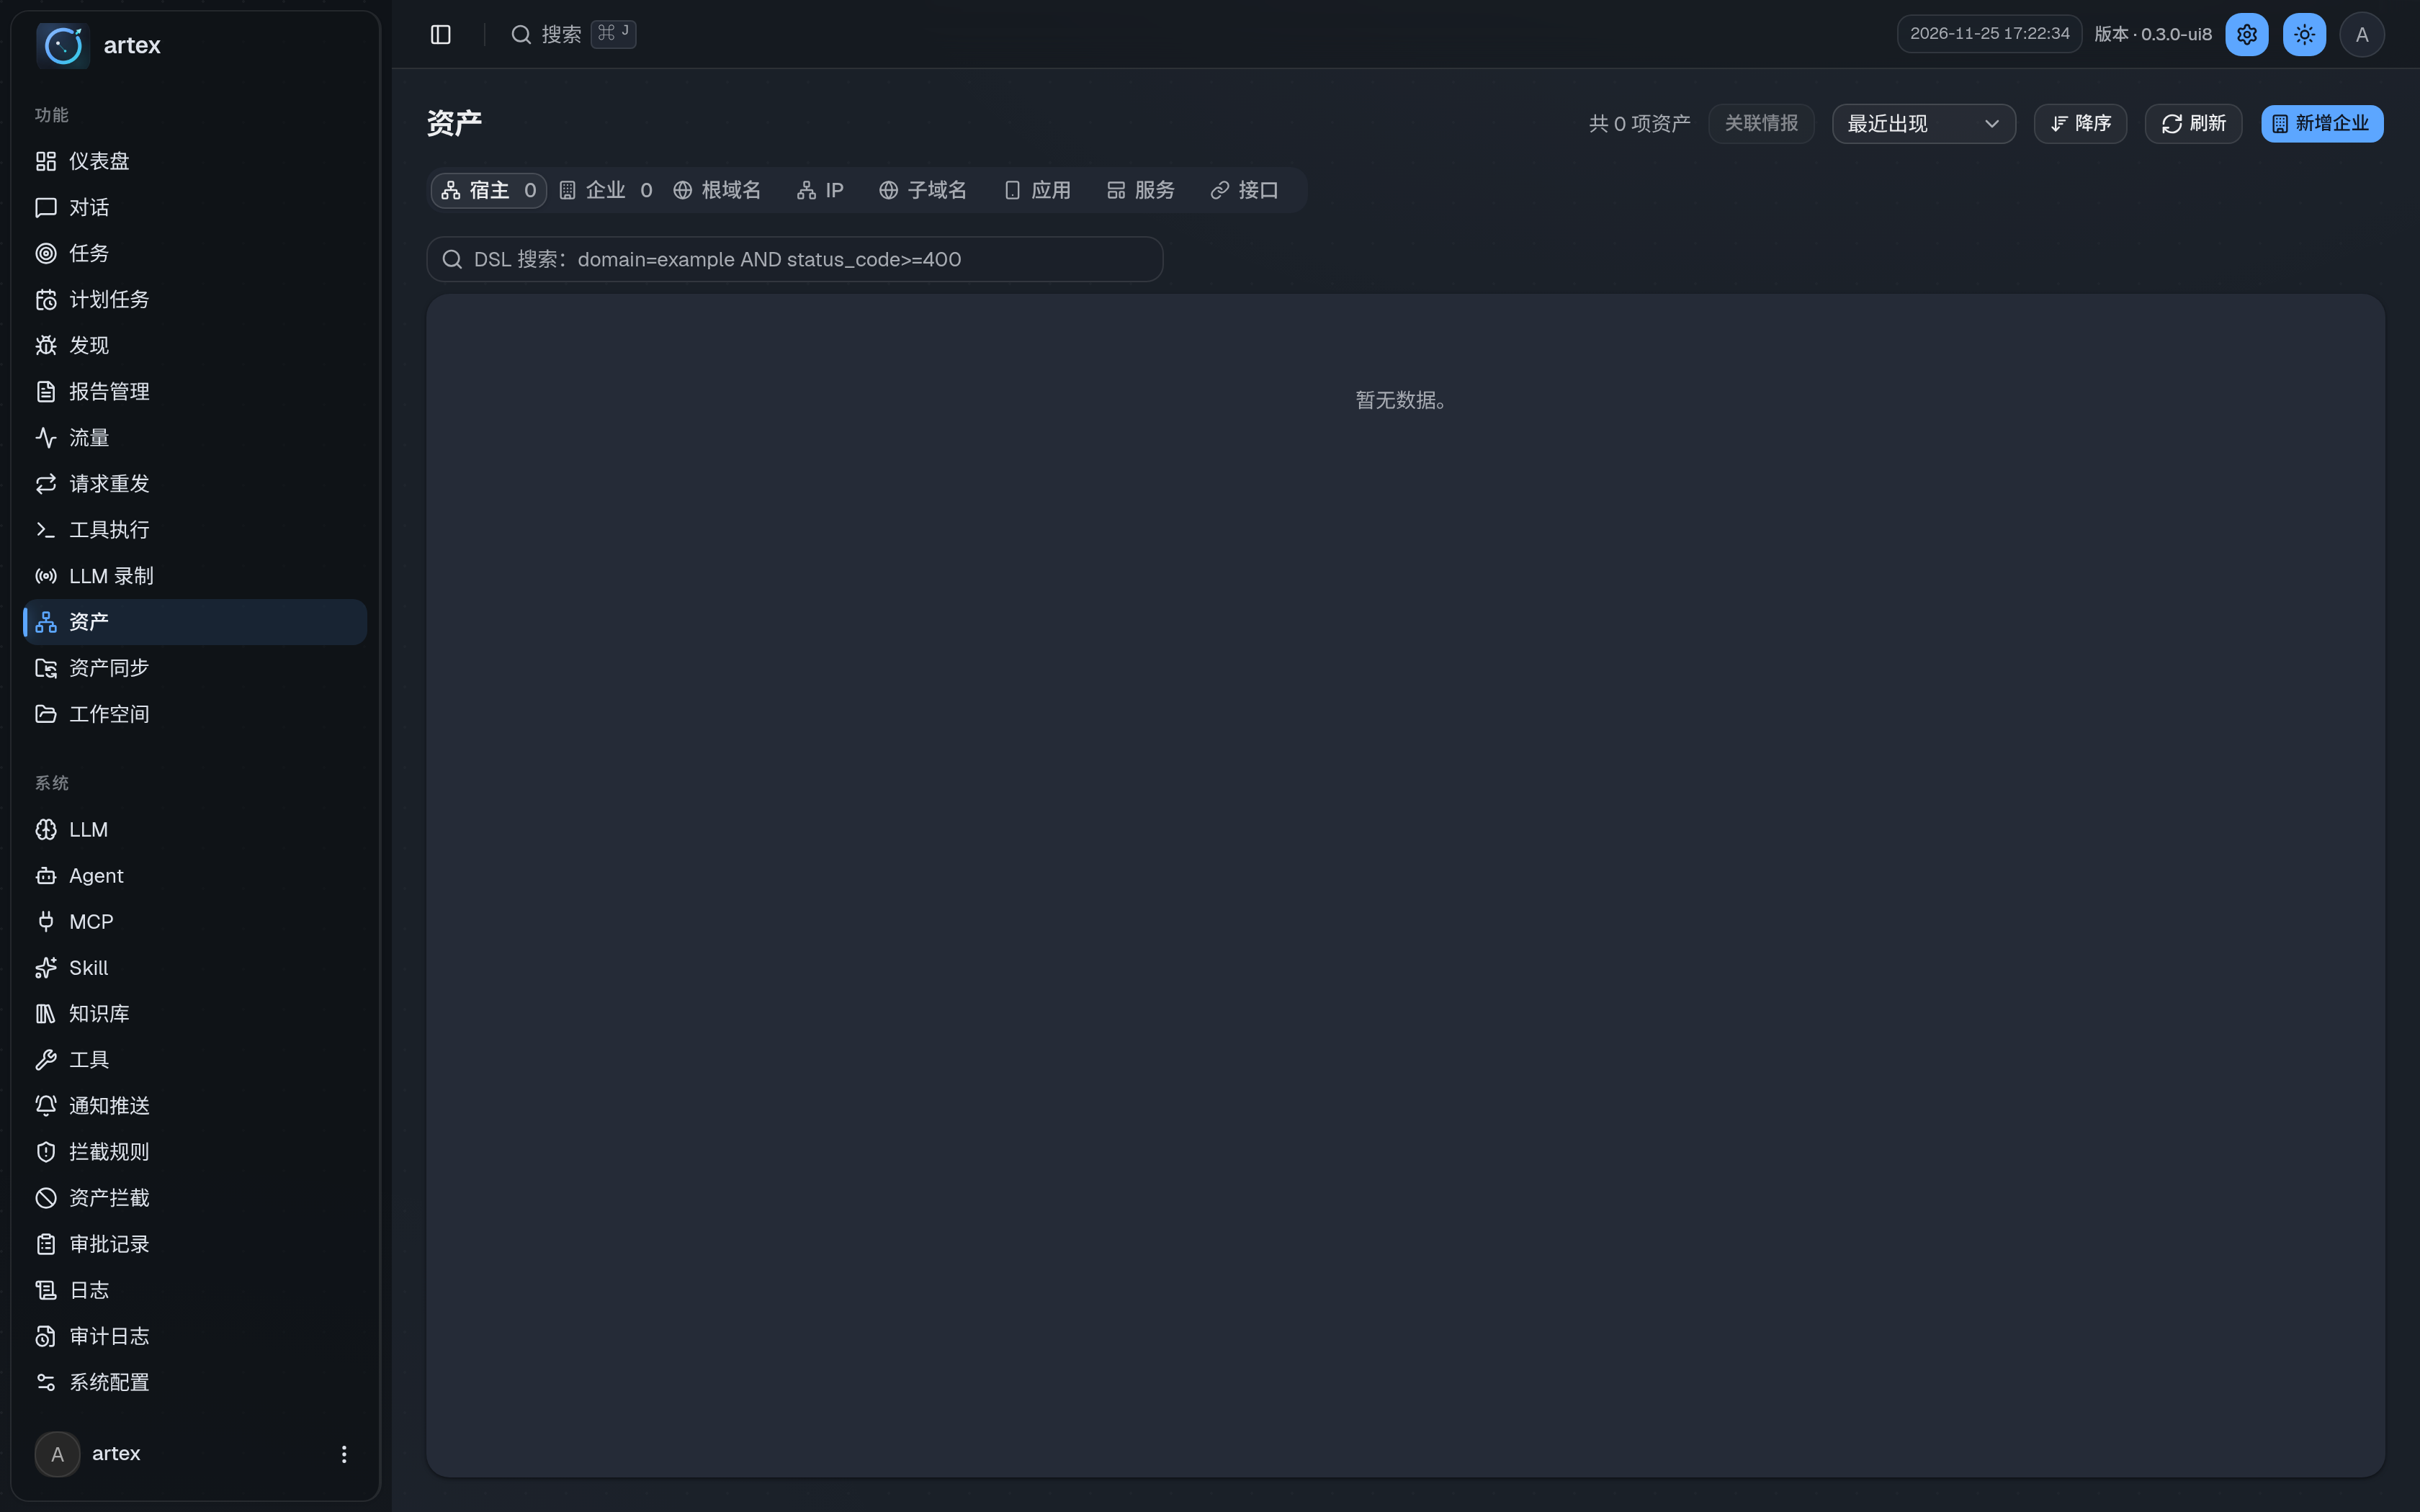 artex
功能
仪表盘
对话
任务
计划任务
发现
报告管理
流量
请求重发
工具执行
LLM 录制
资产
资产同步
工作空间
系统
LLM
Agent
MCP
Skill
知识库
工具
通知推送
拦截规则
资产拦截
审批记录
日志
审计日志
系统配置
A artex
搜索 ⌘ J
2026-11-25 17:22:34 版本 · 0.3.0-ui8 A
资产
共 0 项资产 关联情报 最近出现 降序 刷新 新增企业
宿主 0 企业 0 根域名 IP 子域名 应用 服务 接口
DSL 搜索：domain=example AND status_code>=400
暂无数据。